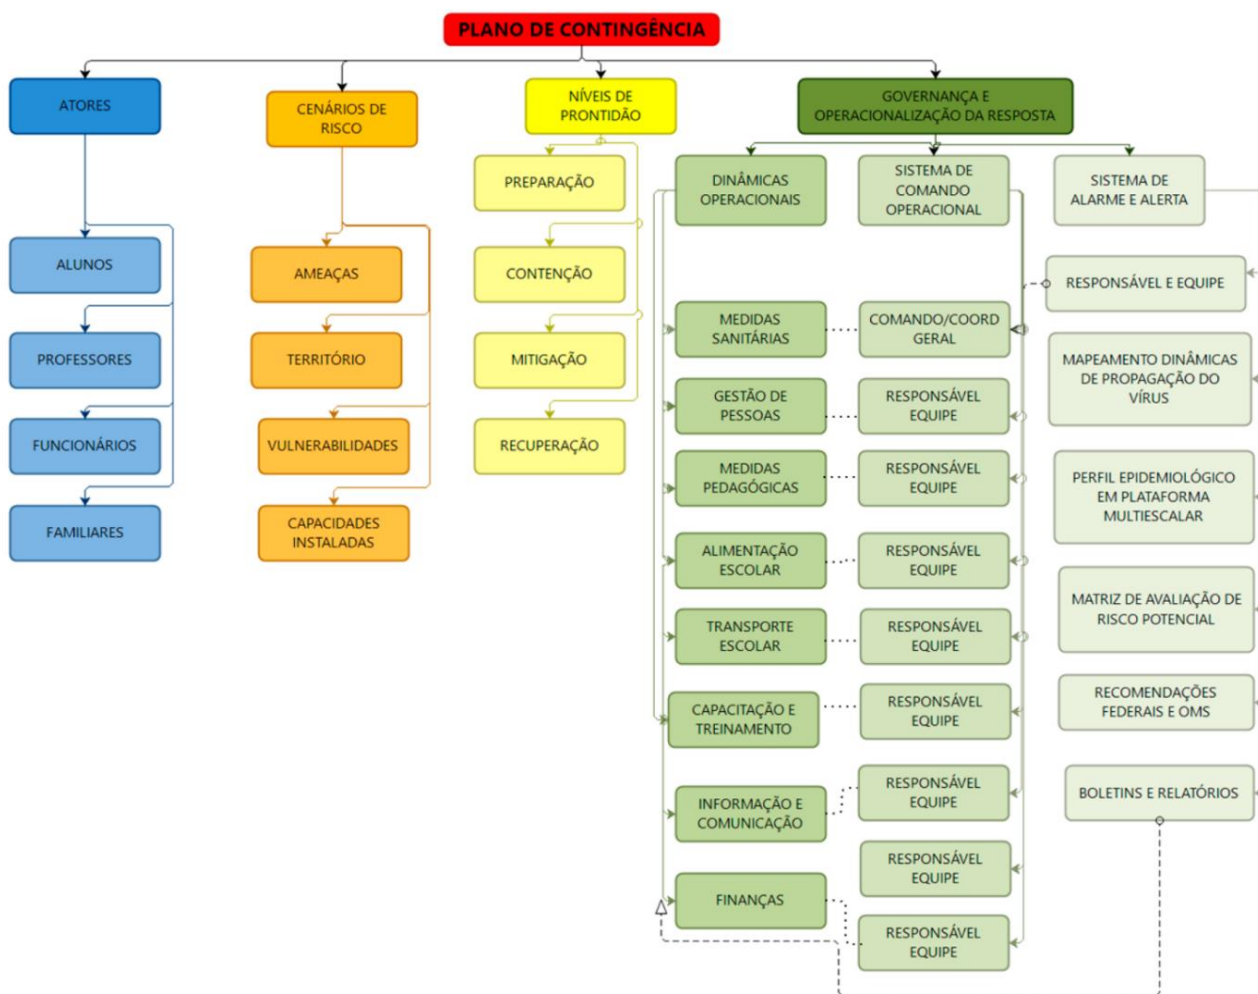 PLANO DE CONTINGÊNCIA
ATORES
ALUNOS
PROFESSORES
FUNCIONÁRIOS
FAMILIARES
CENÁRIOS DE
RISCO
AMEAÇAS
TERRITÓRIO
VULNERABILIDADES
CAPACIDADES
INSTALADAS
NÍVEIS DE
PRONTIDÃO
PREPARAÇÃO
CONTENÇÃO
MITIGAÇÃO
RECUPERAÇÃO
GOVERNANÇA E
OPERACIONALIZAÇÃO DA RESPOSTA
DINÂMICAS
OPERACIONAIS
MEDIDAS
SANITÁRIAS
GESTÃO DE
PESSOAS
MEDIDAS
PEDAGÓGICAS
ALIMENTAÇÃO
ESCOLAR
TRANSPORTE
ESCOLAR
CAPACITAÇÃO E
TREINAMENTO
INFORMAÇÃO E
COMUNICAÇÃO
FINANÇAS
SISTEMA DE
COMANDO
OPERACIONAL
COMANDO/COORD
GERAL
RESPONSÁVEL
EQUIPE
RESPONSÁVEL
EQUIPE
RESPONSÁVEL
EQUIPE
RESPONSÁVEL
EQUIPE
RESPONSÁVEL
EQUIPE
RESPONSÁVEL
EQUIPE
RESPONSÁVEL
EQUIPE
RESPONSÁVEL
EQUIPE
SISTEMA DE
ALARME E ALERTA
RESPONSÁVEL E EQUIPE
MAPEAMENTO DINÂMICAS
DE PROPAGAÇÃO DO
VÍRUS
PERFIL EPIDEMIOLÓGICO
EM PLATAFORMA
MULTIESCALAR
MATRIZ DE AVALIAÇÃO DE
RISCO POTENCIAL
RECOMENDAÇÕES
FEDERAIS E OMS
BOLETINS E RELATÓRIOS